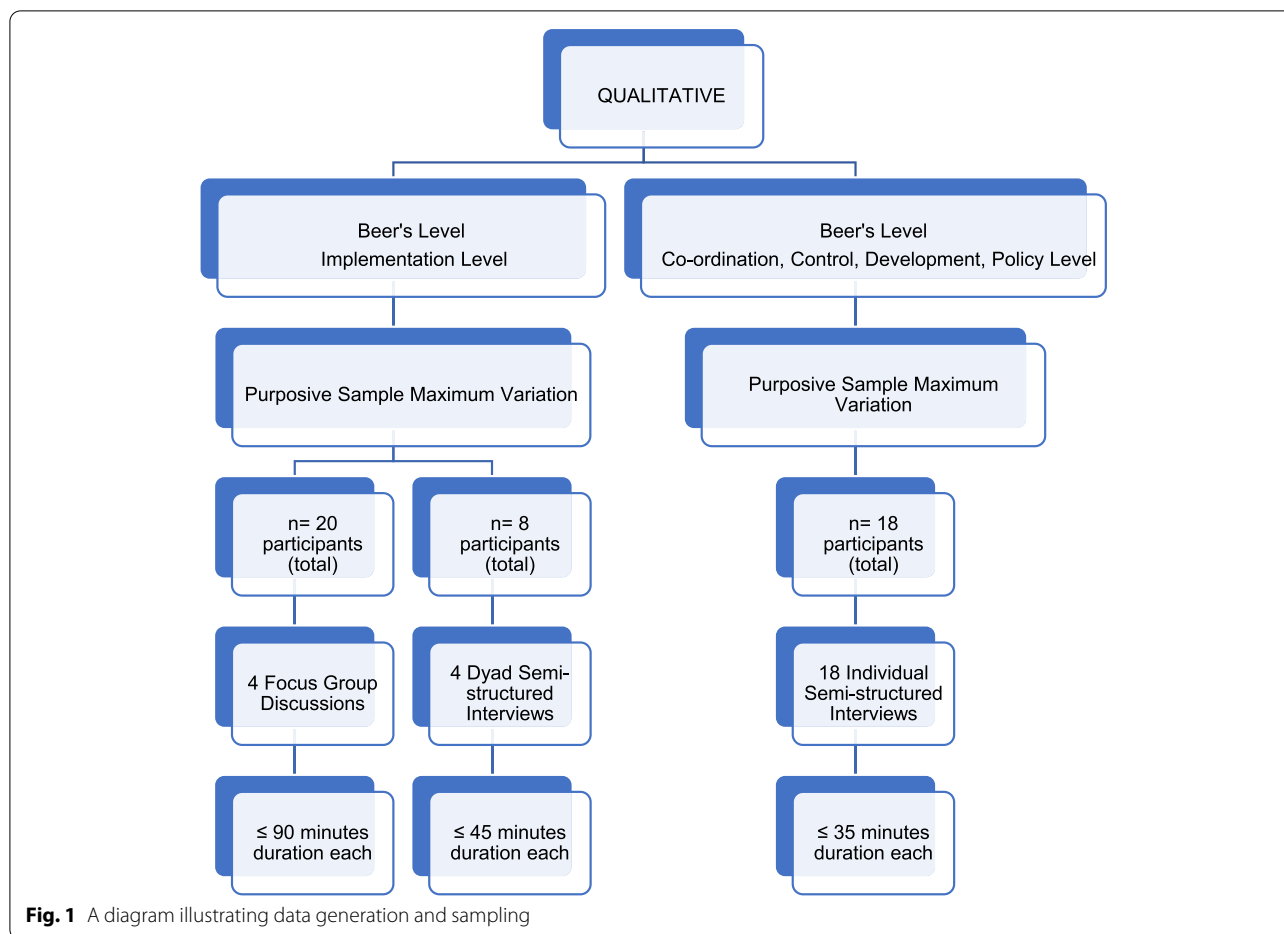 QUALITATIVE
Beer's Level
Implementation Level
Beer's Level
Co-ordination, Control, Development, Policy Level
Purposive Sample Maximum Variation
Purposive Sample Maximum
Variation
n= 20
participants
(total)
n= 8
participants
(total)
n= 18
participants
(total)
4 Focus Group
Discussions
4 Dyad Semi-
structured
Interviews
18 Individual
Semi-structured
Interviews
≤ 90 minutes
duration each
≤ 45 minutes
duration each
≤ 35 minutes
duration each
Fig. 1 A diagram illustrating data generation and sampling